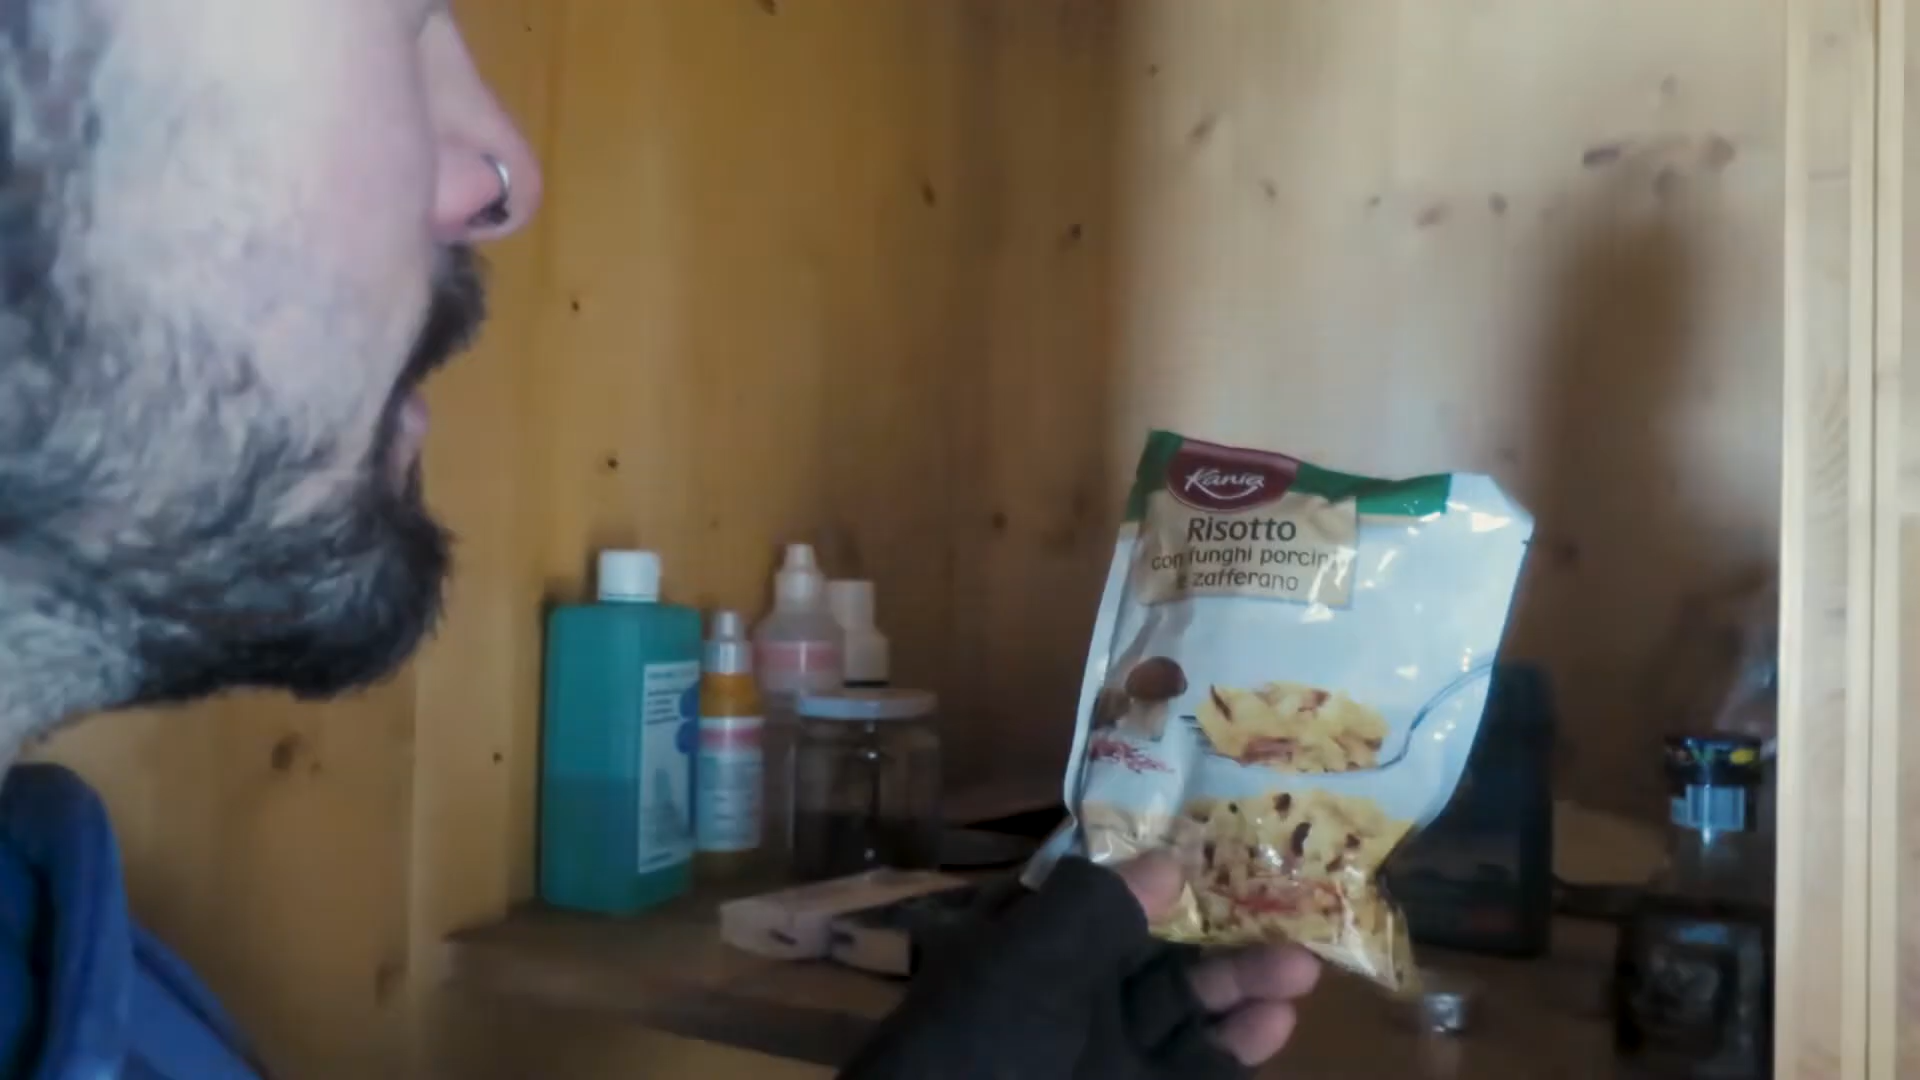 Kania
Risotto
con funghi porcini
e zafferano